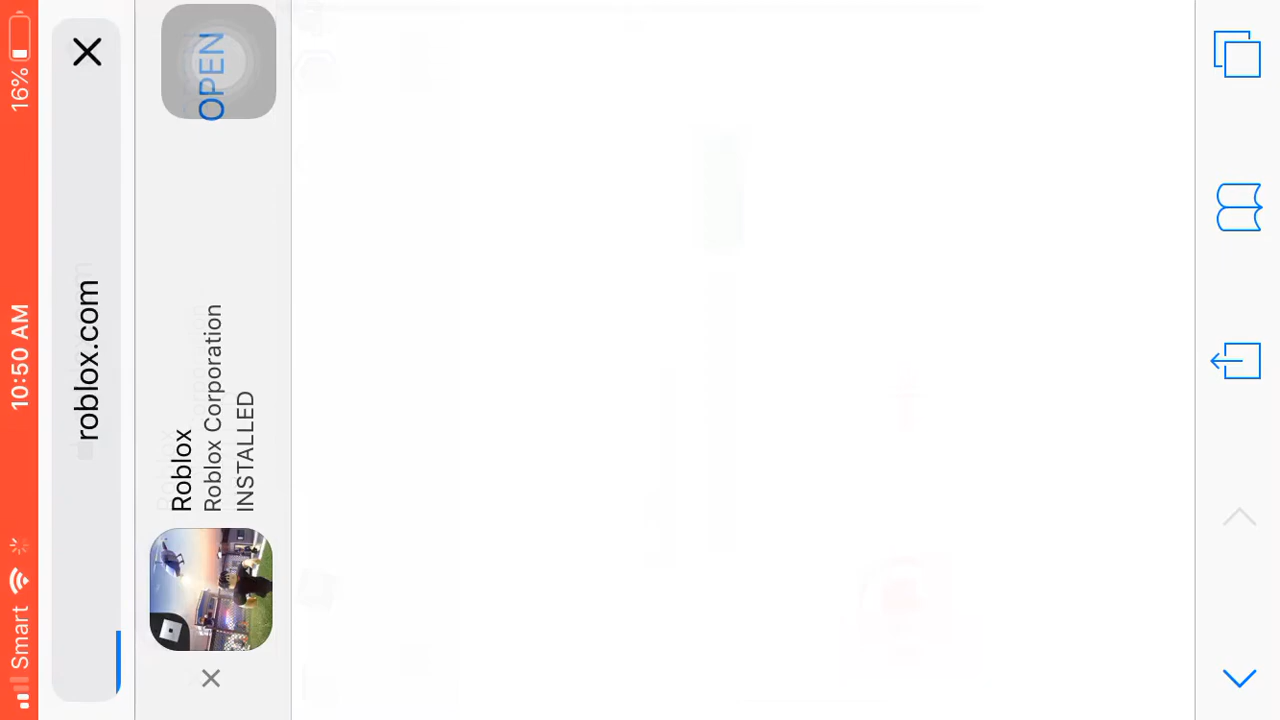 Smart 10:50 AM 16%
roblox.com
Roblox
Roblox Corporation
INSTALLED
OPEN